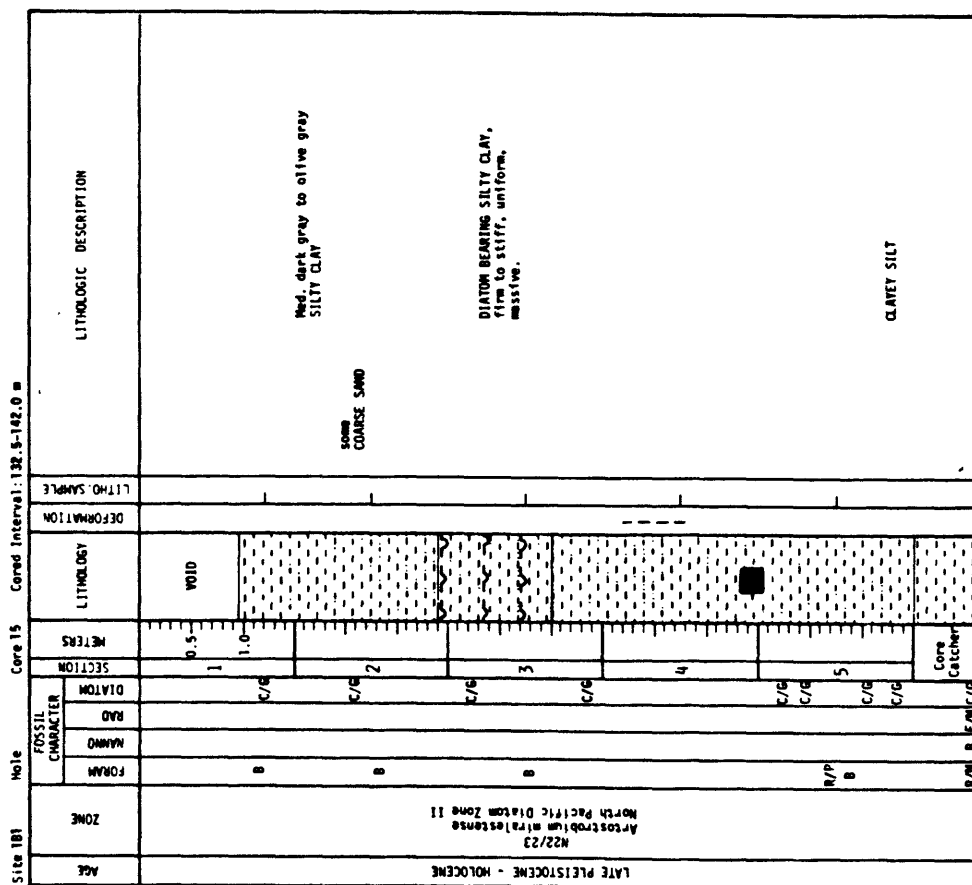 Site 181 Hole Core 15 Cored Interval: 132.5-142.0 m
AGE
ZONE
FOSSIL
CHARACTER
FORAM
NANNO
RAD
DIATOM
SECTION
METERS
LITHOLOGY
DEFORMATION
LITHO.SAMPLE
LITHOLOGIC DESCRIPTION
LATE PLEISTOCENE - HOLOCENE
N22/23
Artostrobium miralestense
North Pacific Diatom Zone II
1
0.5
1.0
VOID
B
C/G
Med. dark gray to olive gray
SILTY CLAY
2
B
C/G
some
COARSE SAND
3
B
C/G
C/G
DIATOM BEARING SILTY CLAY,
firm to stiff, uniform,
massive.
4
5
R/P
B
C/G
C/G
C/G
C/G
CLAYEY SILT
Core
Catcher
R/M
B
F/M
C/G